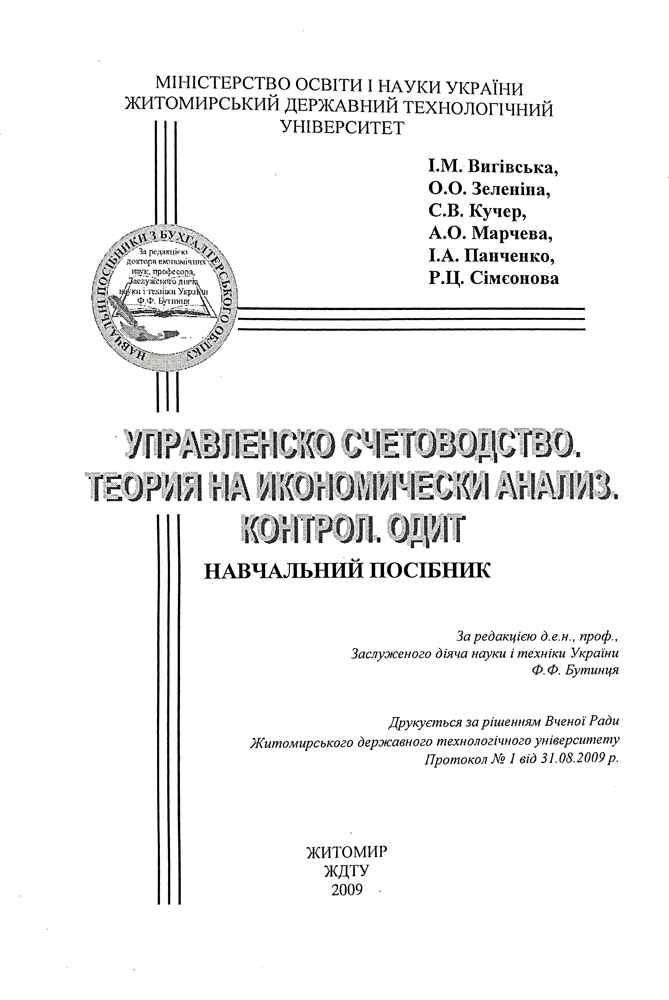 МІНІСТЕРСТВО ОСВІТИ І НАУКИ УКРАЇНИ
ЖИТОМИРСЬКИЙ ДЕРЖАВНИЙ ТЕХНОЛОГІЧНИЙ
УНІВЕРСИТЕТ
І.М. Вигівська,
О.О. Зеленіна,
С.В. Кучер,
А.О. Марчева,
І.А. Панченко,
Р.Ц. Сімєонова
НАВЧАЛЬНІ ПОСІБНИКИ З БУХГАЛТЕРСЬКОГО ОБЛІКУ
За редакцією
доктора економічних
наук, професора,
Заслуженого діяча
науки і техніки України
Ф.Ф. Бутинця
УПРАВЛЕНСКО СЧЕТОВОДСТВО.
ТЕОРИЯ НА ИКОНОМИЧЕСКИ АНАЛИЗ.
КОНТРОЛ. ОДИТ
НАВЧАЛЬНИЙ ПОСІБНИК
За редакцією д.е.н., проф.,
Заслуженого діяча науки і техніки України
Ф.Ф. Бутинця
Друкується за рішенням Вченої Ради
Житомирського державного технологічного університету
Протокол № 1 від 31.08.2009 р.
ЖИТОМИР
ЖДТУ
2009